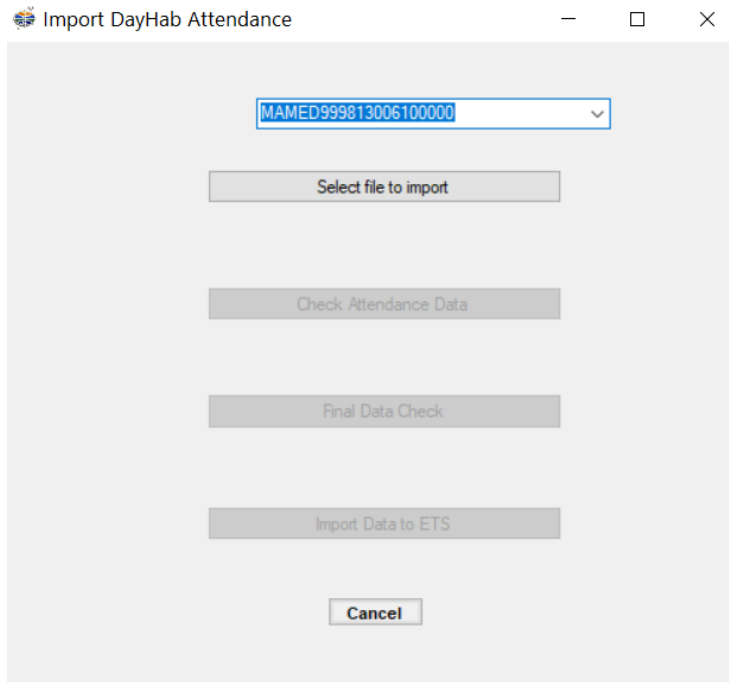 Import DayHab Attendance
MAMED999813006100000
Select file to import
Check Attendance Data
Final Data Check
Import Data to ETS
Cancel